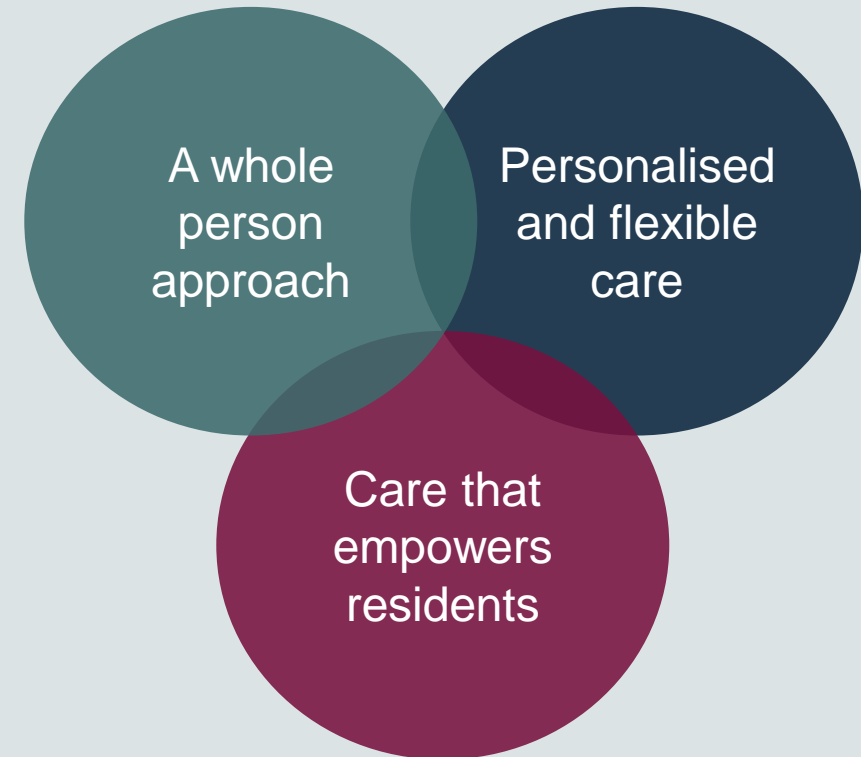 A whole
person
approach
Personalised
and flexible
care
Care that
empowers
residents